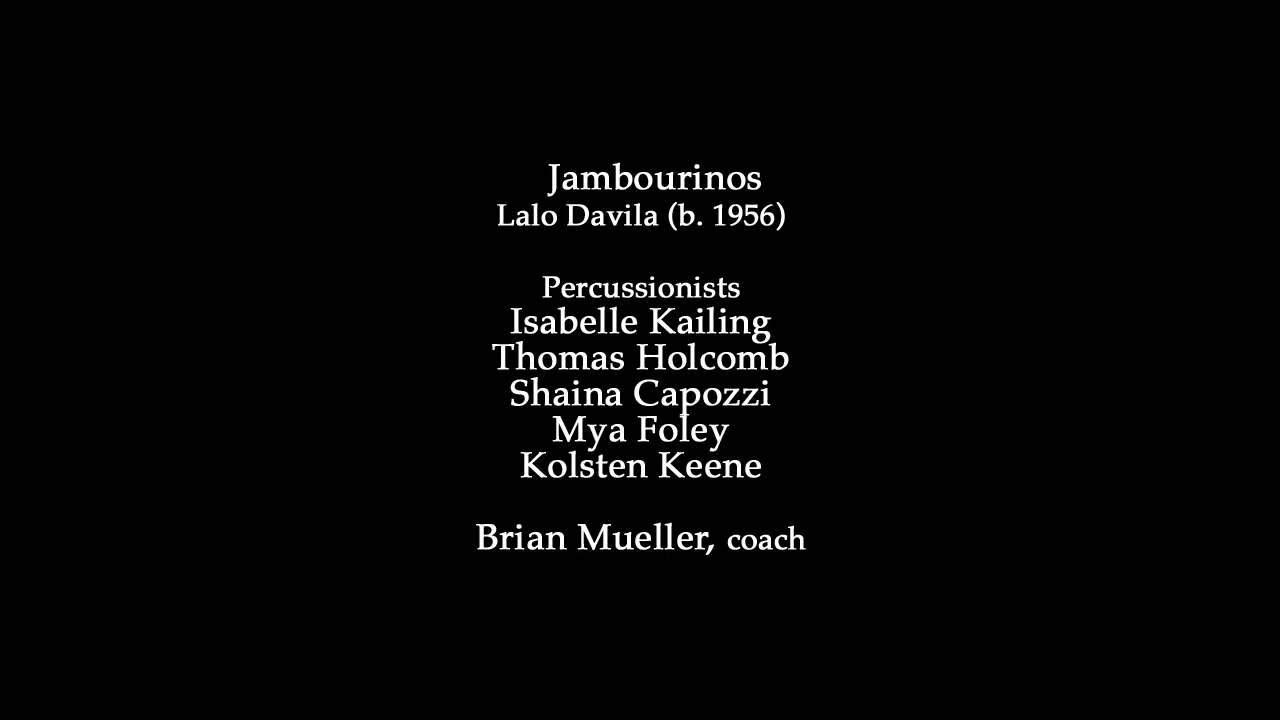 Jambourinos
Lalo Davila (b. 1956)
Percussionists
Isabelle Kailing
Thomas Holcomb
Shaina Capozzi
Mya Foley
Kolsten Keene
Brian Mueller, coach